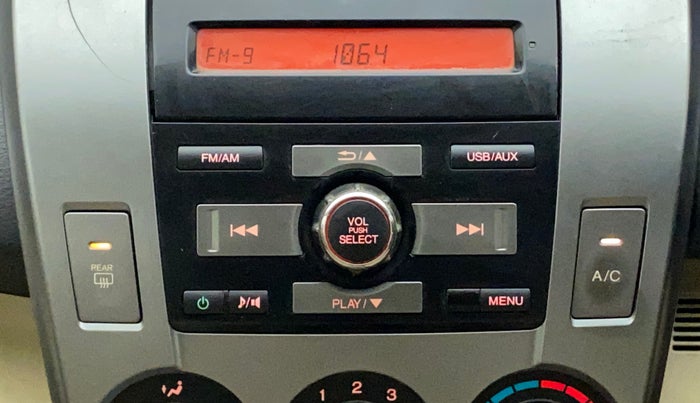 FM-9 1064
FM/AM
USB/AUX
VOL
PUSH
SELECT
REAR
A/C
PLAY/
MENU
1 2 3